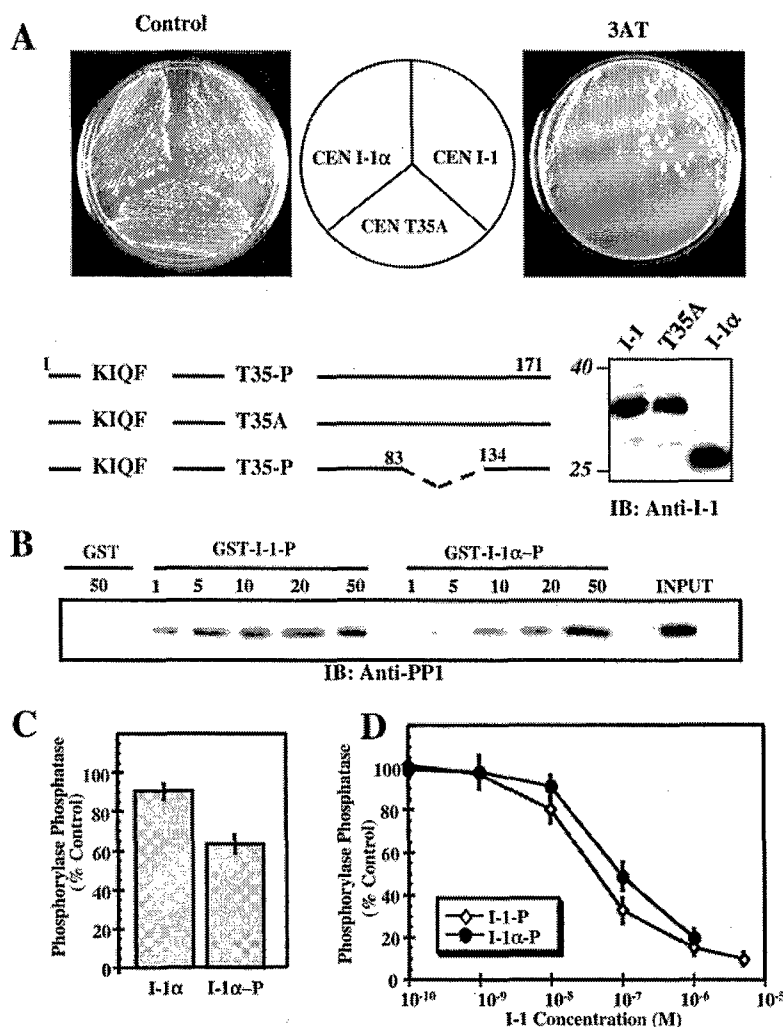 A
Control
3AT
CEN I-1α
CEN I-1
CEN T35A
I-1
T35A
I-1α
1
KIQF
T35-P
171
40
KIQF
T35A
KIQF
T35-P
83
134
25
IB: Anti-I-1
B
GST
GST-I-1-P
GST-I-1α–P
50
1
5
10
20
50
1
5
10
20
50
INPUT
IB: Anti-PP1
C
Phosphorylase Phosphatase
(% Control)
100
80
60
40
20
0
I-1α
I-1α–P
D
Phosphorylase Phosphatase
(% Control)
100
80
60
40
20
0
I-1-P
I-1α-P
10-10
10-9
10-8
10-7
10-6
10-5
I-1 Concentration (M)